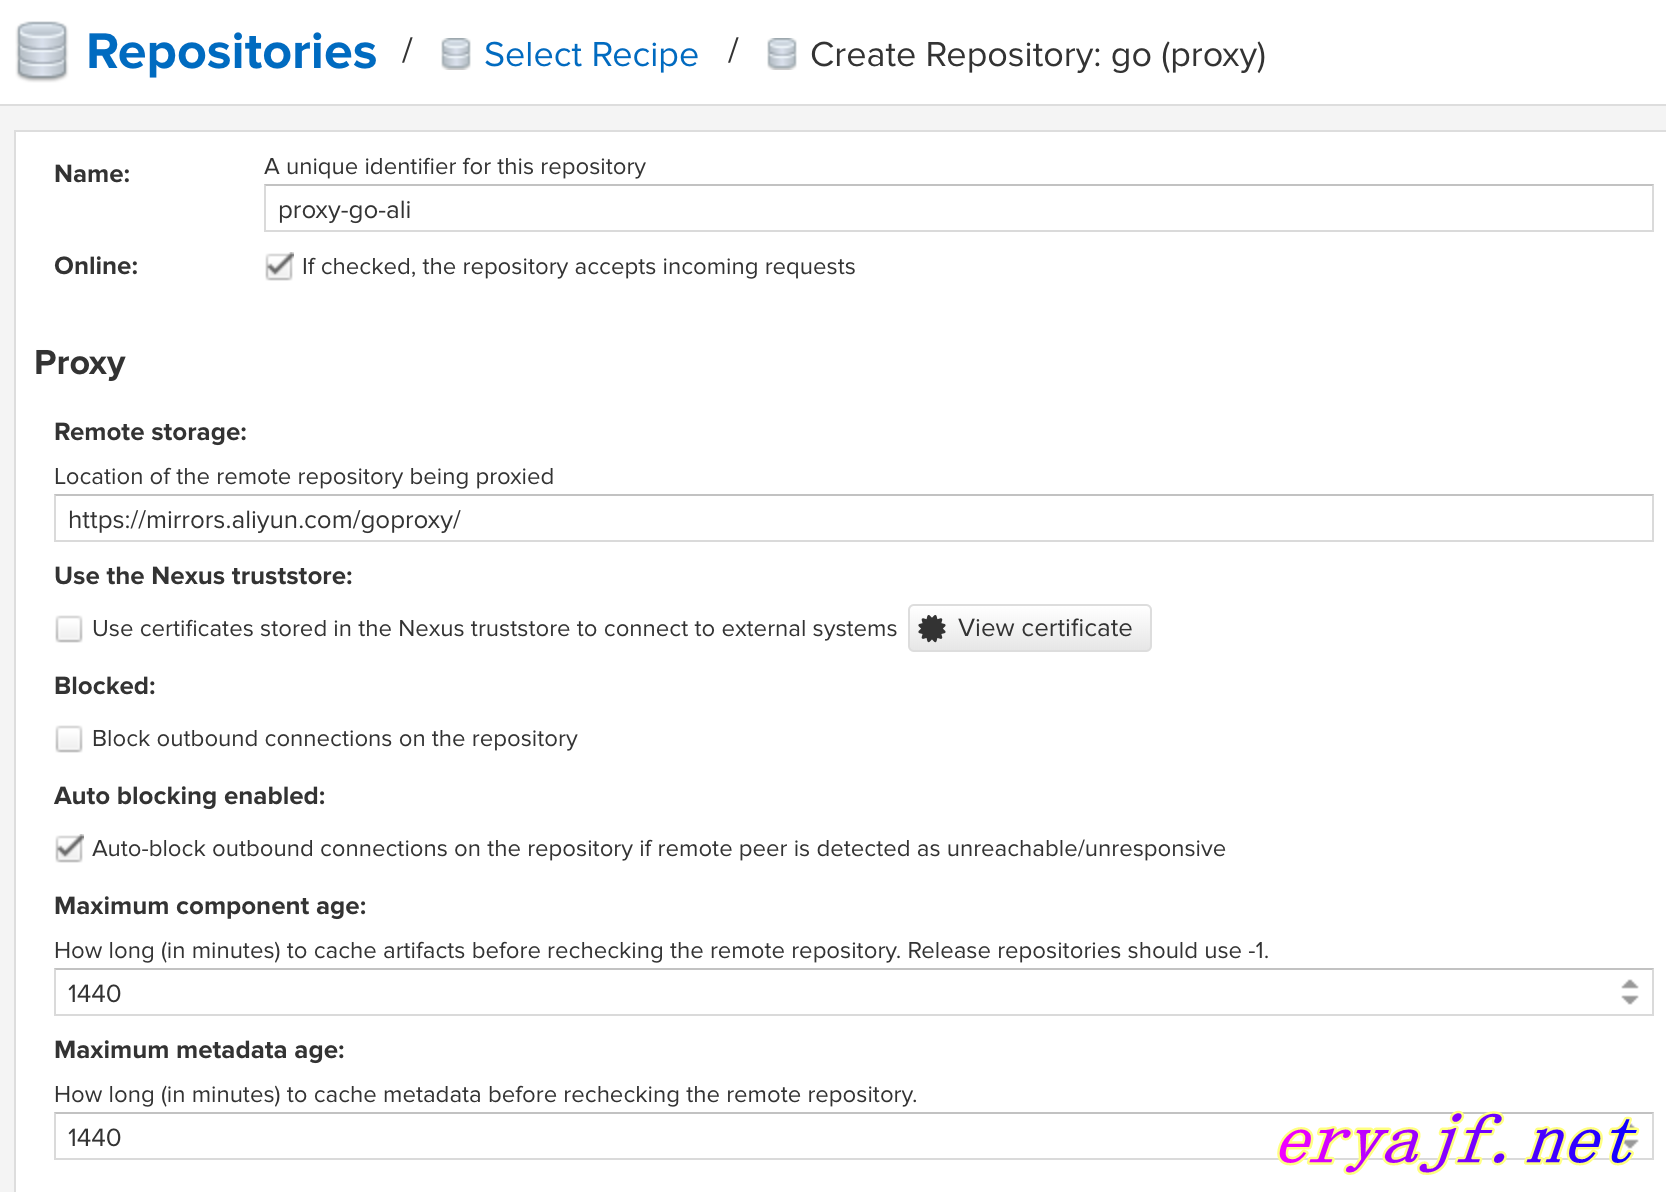 Repositories / Select Recipe / Create Repository: go (proxy)
Name:
A unique identifier for this repository
proxy-go-ali
Online:
If checked, the repository accepts incoming requests
Proxy
Remote storage:
Location of the remote repository being proxied
https://mirrors.aliyun.com/goproxy/
Use the Nexus truststore:
Use certificates stored in the Nexus truststore to connect to external systems View certificate
Blocked:
Block outbound connections on the repository
Auto blocking enabled:
Auto-block outbound connections on the repository if remote peer is detected as unreachable/unresponsive
Maximum component age:
How long (in minutes) to cache artifacts before rechecking the remote repository. Release repositories should use -1.
1440
Maximum metadata age:
How long (in minutes) to cache metadata before rechecking the remote repository.
1440
eryajf.net